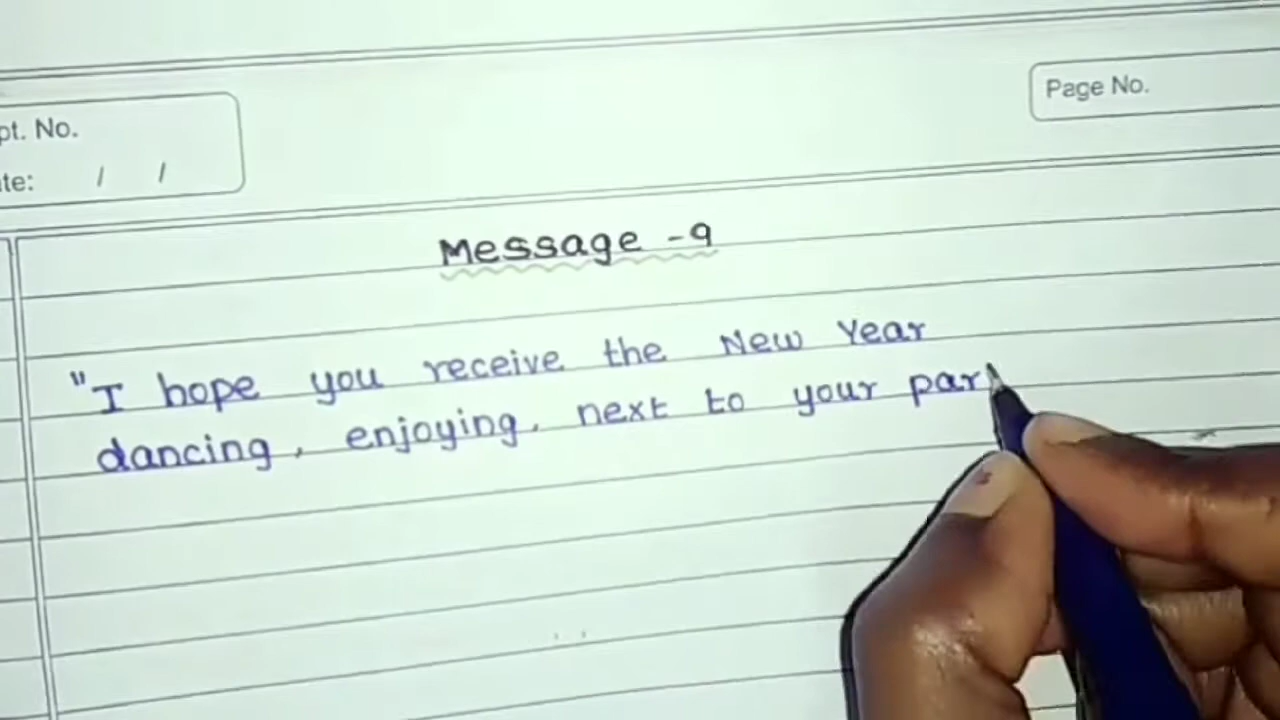 pt. No.
Page No.
te: / /
Message - 9
"I hope you receive the New Year
dancing, enjoying, next to your par